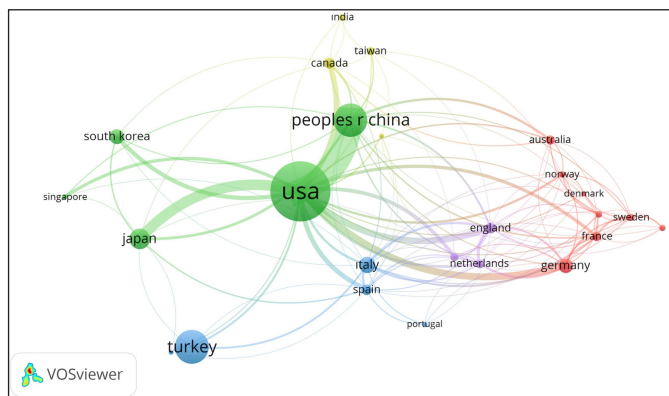 india
taiwan
canada
peoples r china
south korea
australia
norway
denmark
usa
singapore
sweden
england
france
japan
netherlands
italy
germany
spain
portugal
turkey
VOSviewer